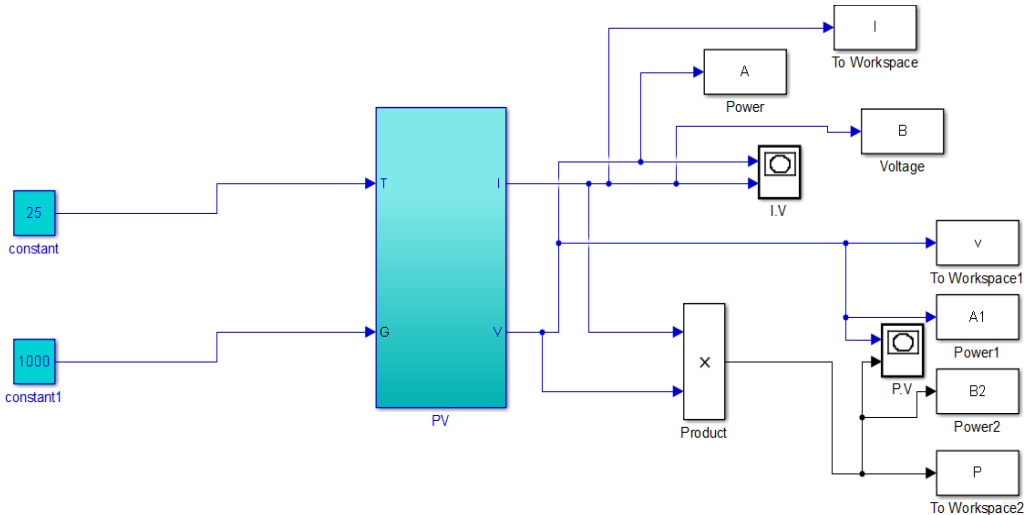 I
To Workspace
A
Power
B
Voltage
T
I
I.V
25
constant
v
To Workspace1
A1
Power1
G
V
1000
constant1
X
P.V
B2
Power2
PV
Product
P
To Workspace2